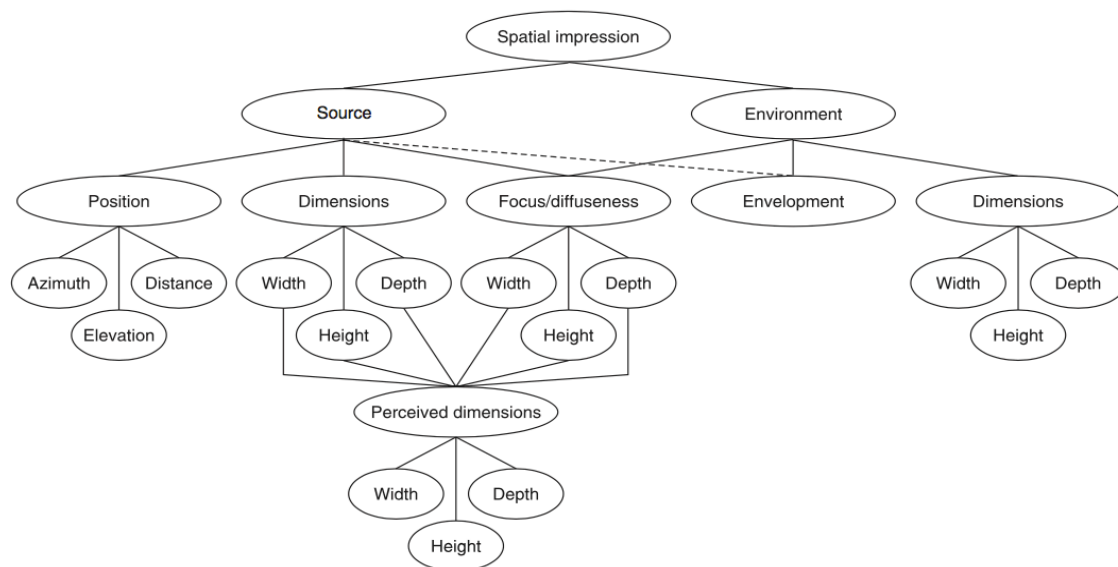 Spatial impression
Source
Environment
Position
Dimensions
Focus/diffuseness
Envelopment
Dimensions
Azimuth
Distance
Width
Depth
Width
Depth
Width
Depth
Elevation
Height
Height
Height
Perceived dimensions
Width
Depth
Height